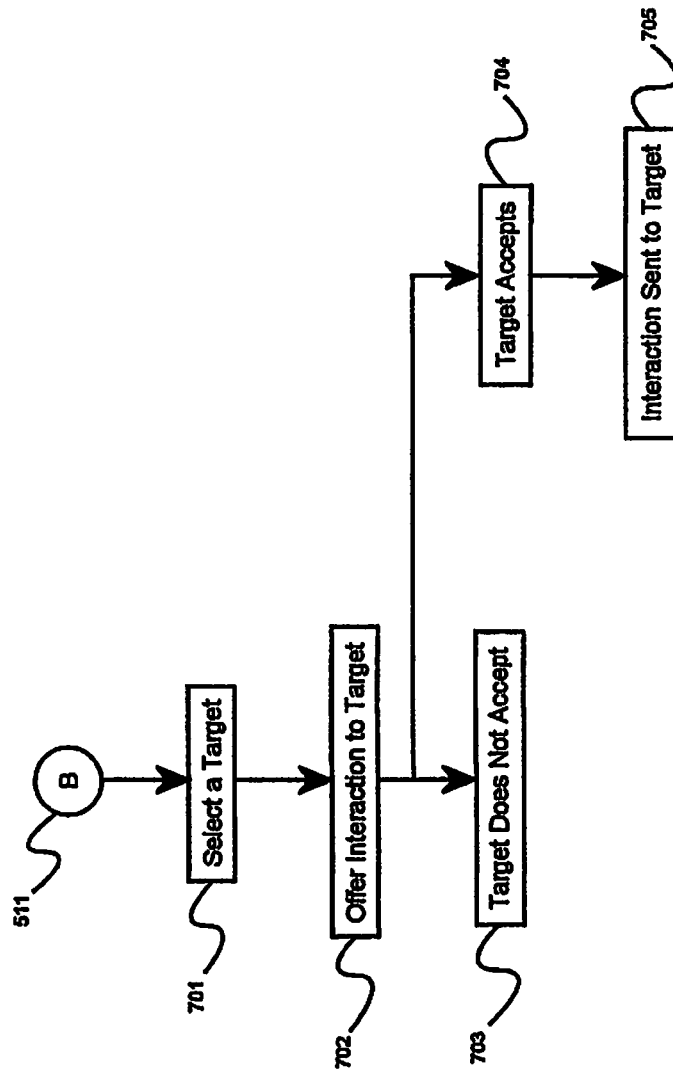 B
511
Select a Target
701
Offer Interaction to Target
702
Target Does Not Accept
703
Target Accepts
704
Interaction Sent to Target
705